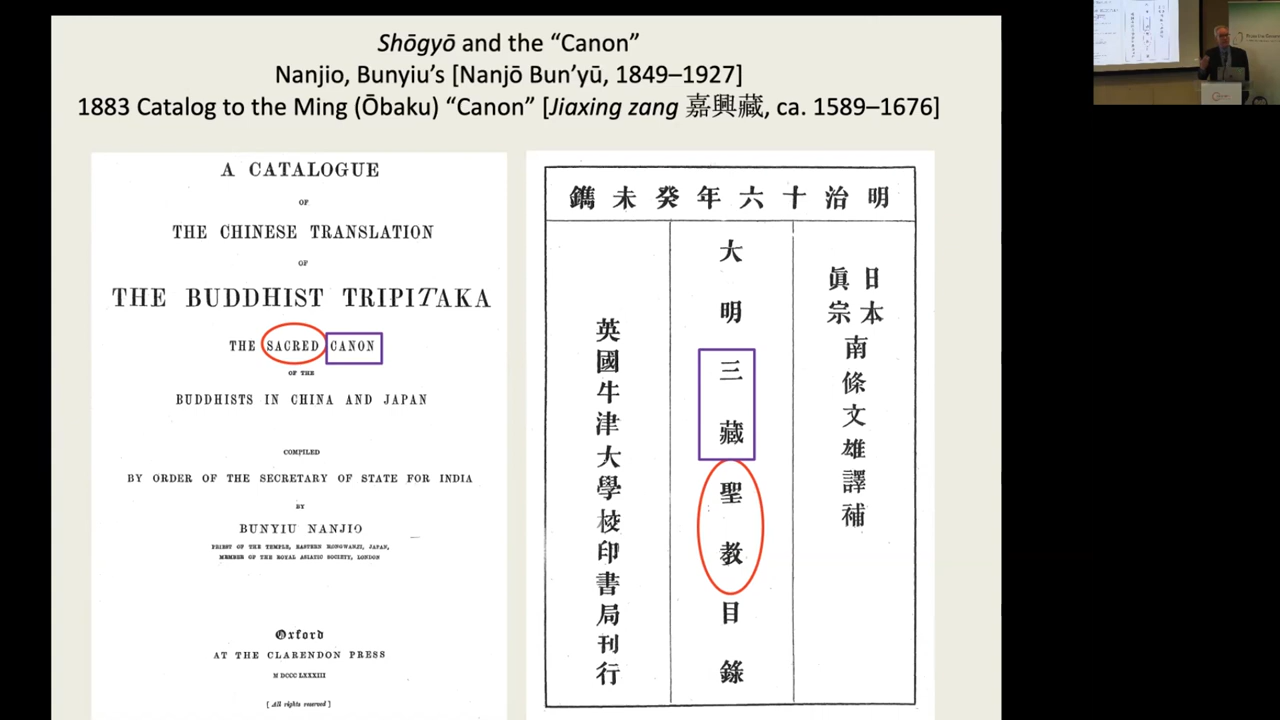 Shōgyō and the “Canon”
Nanjio, Bunyiu’s [Nanjō Bun’yū, 1849–1927]
1883 Catalog to the Ming (Ōbaku) “Canon” [Jiaxing zang 嘉興藏, ca. 1589–1676]
A CATALOGUE
OF
THE CHINESE TRANSLATION
OF
THE BUDDHIST TRIPITAKA
THE SACRED CANON
OF THE
BUDDHISTS IN CHINA AND JAPAN
COMPILED
BY ORDER OF THE SECRETARY OF STATE FOR INDIA
BY
BUNYIU NANJIO
PRIEST OF THE TEMPLE, EASTERN HONGWANJI, JAPAN,
MEMBER OF THE ROYAL ASIATIC SOCIETY, LONDON
Oxford
AT THE CLARENDON PRESS
M DCCC LXXXIII
[ All rights reserved ]
明治十六年癸未鐫
日本
眞宗
南條文雄譯補
大明三藏聖教目錄
英國牛津大學校印書局刊行